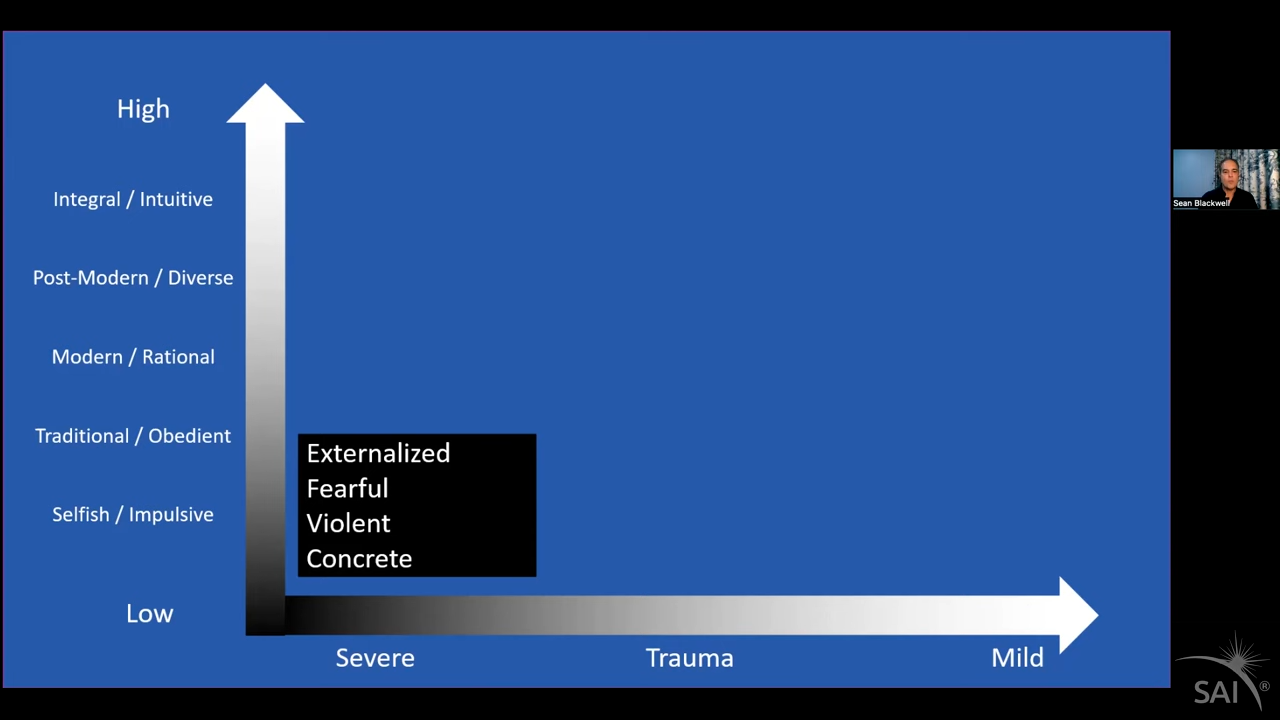 High
Integral / Intuitive
Post-Modern / Diverse
Modern / Rational
Traditional / Obedient
Selfish / Impulsive
Low
Externalized
Fearful
Violent
Concrete
Severe
Trauma
Mild
Sean Blackwell
SAI®